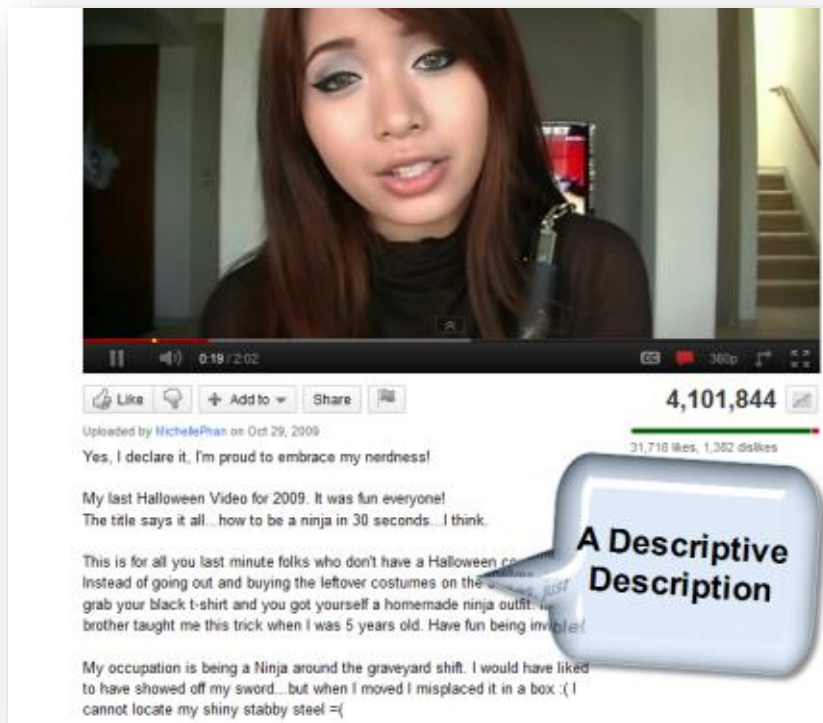 0:19 / 2:02
CC
360p
Like
Add to
Share
4,101,844
Uploaded by MichellePhan on Oct 29, 2009
31,716 likes, 1,362 dislikes
Yes, I declare it, I'm proud to embrace my nerdness!
My last Halloween Video for 2009. It was fun everyone!
The title says it all...how to be a ninja in 30 seconds...I think.
This is for all you last minute folks who don't have a Halloween
Instead of going out and buying the leftover costumes on the just
grab your black t-shirt and you got yourself a homemade ninja outfit.
brother taught me this trick when I was 5 years old. Have fun being
My occupation is being a Ninja around the graveyard shift. I would have liked
to have showed off my sword...but when I moved I misplaced it in a box :( I
cannot locate my shiny stabby steel =(
A Descriptive
Description